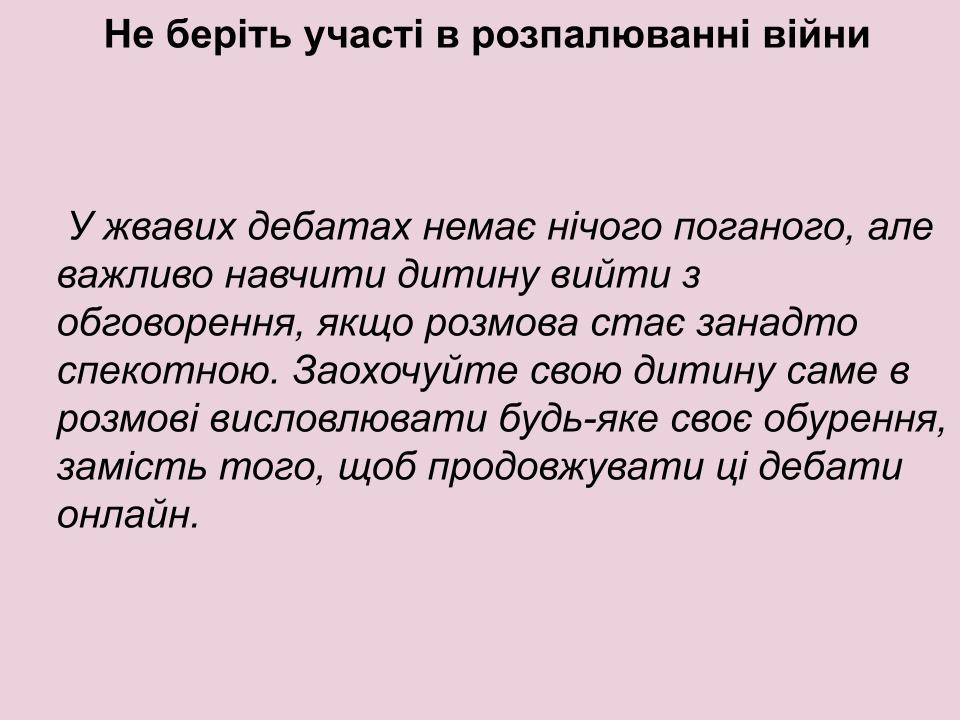 Не беріть участі в розпалюванні війни
У жвавих дебатах немає нічого поганого, але
важливо навчити дитину вийти з
обговорення, якщо розмова стає занадто
спекотною. Заохочуйте свою дитину саме в
розмові висловлювати будь-яке своє обурення,
замість того, щоб продовжувати ці дебати
онлайн.